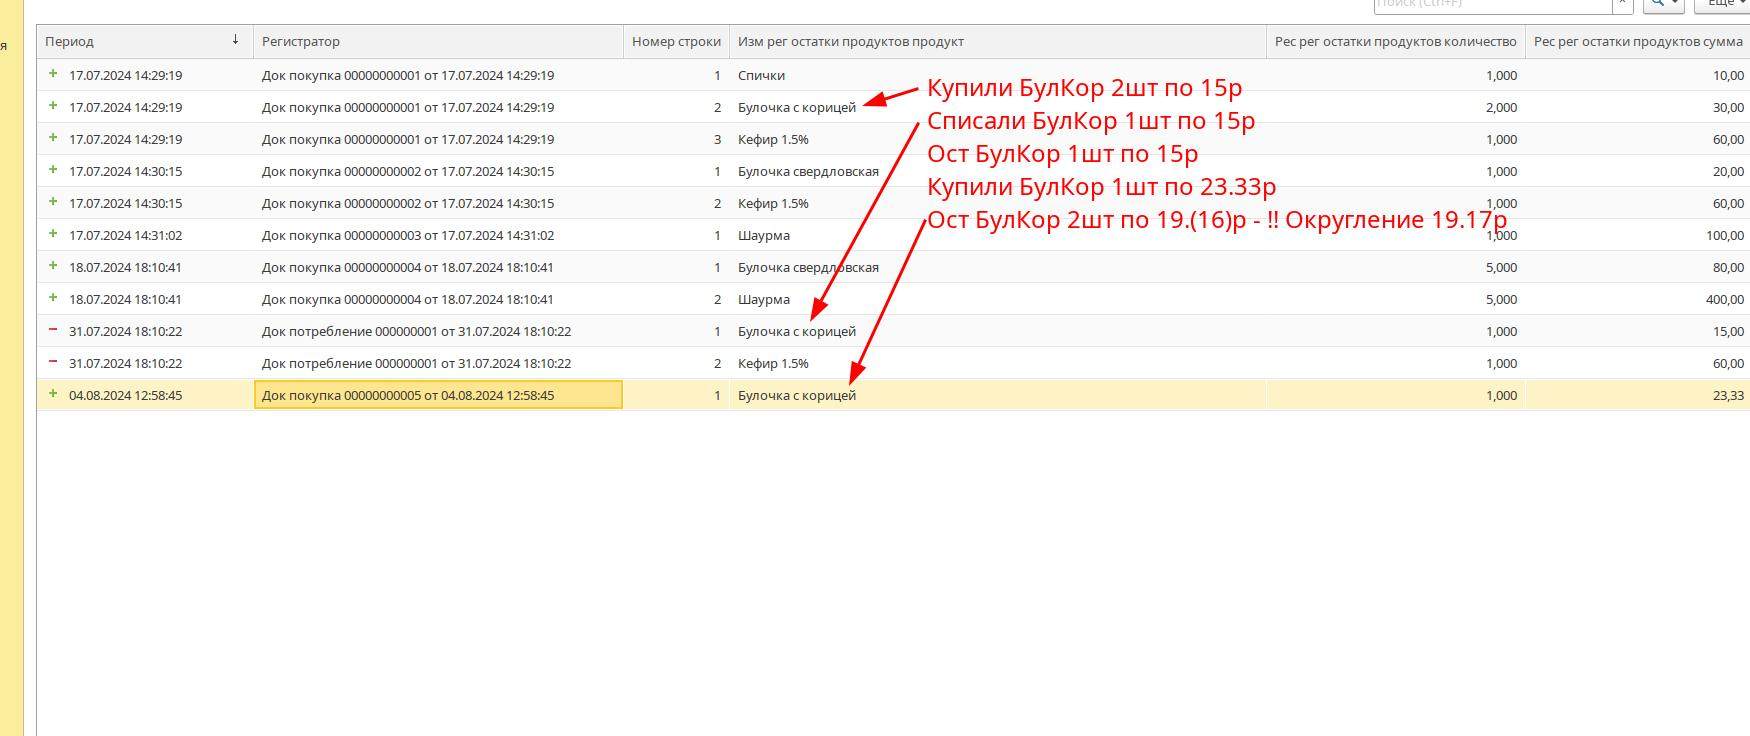 Поиск (Ctrl+F) × Еще
я
Период ↓ Регистратор Номер строки Изм рег остатки продуктов продукт Рес рег остатки продуктов количество Рес рег остатки продуктов сумма
+ 17.07.2024 14:29:19 Док покупка 00000000001 от 17.07.2024 14:29:19 1 Спички 1,000 10,00
Купили БулКор 2шт по 15р
+ 17.07.2024 14:29:19 Док покупка 00000000001 от 17.07.2024 14:29:19 2 Булочка с корицей 2,000 30,00
Списали БулКор 1шт по 15р
+ 17.07.2024 14:29:19 Док покупка 00000000001 от 17.07.2024 14:29:19 3 Кефир 1.5% 1,000 60,00
Ост БулКор 1шт по 15р
+ 17.07.2024 14:30:15 Док покупка 00000000002 от 17.07.2024 14:30:15 1 Булочка свердловская 1,000 20,00
Купили БулКор 1шт по 23.33р
+ 17.07.2024 14:30:15 Док покупка 00000000002 от 17.07.2024 14:30:15 2 Кефир 1.5% 1,000 60,00
Ост БулКор 2шт по 19.(16)р - !! Округление 19.17р
+ 17.07.2024 14:31:02 Док покупка 00000000003 от 17.07.2024 14:31:02 1 Шаурма 1,000 100,00
+ 18.07.2024 18:10:41 Док покупка 00000000004 от 18.07.2024 18:10:41 1 Булочка свердловская 5,000 80,00
+ 18.07.2024 18:10:41 Док покупка 00000000004 от 18.07.2024 18:10:41 2 Шаурма 5,000 400,00
− 31.07.2024 18:10:22 Док потребление 000000001 от 31.07.2024 18:10:22 1 Булочка с корицей 1,000 15,00
− 31.07.2024 18:10:22 Док потребление 000000001 от 31.07.2024 18:10:22 2 Кефир 1.5% 1,000 60,00
+ 04.08.2024 12:58:45 Док покупка 00000000005 от 04.08.2024 12:58:45 1 Булочка с корицей 1,000 23,33